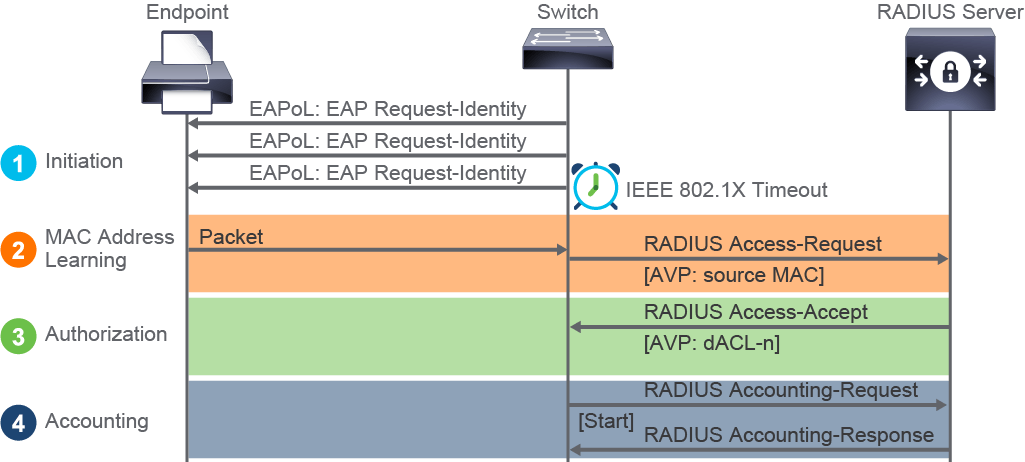 Endpoint
Switch
RADIUS Server
EAPoL: EAP Request-Identity
EAPoL: EAP Request-Identity
1 Initiation
EAPoL: EAP Request-Identity
IEEE 802.1X Timeout
2 MAC Address
Learning
Packet
RADIUS Access-Request
[AVP: source MAC]
3 Authorization
RADIUS Access-Accept
[AVP: dACL-n]
4 Accounting
RADIUS Accounting-Request
[Start]
RADIUS Accounting-Response